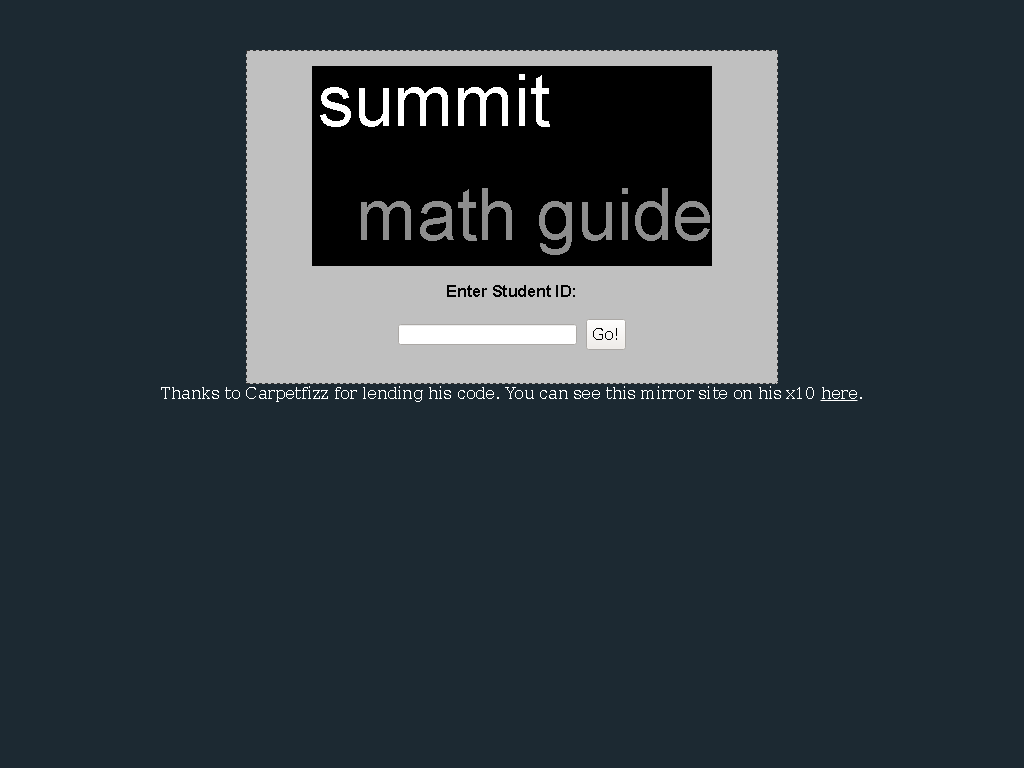 summit
math guide
Enter Student ID:
Go!
Thanks to Carpetfizz for lending his code. You can see this mirror site on his x10 here.